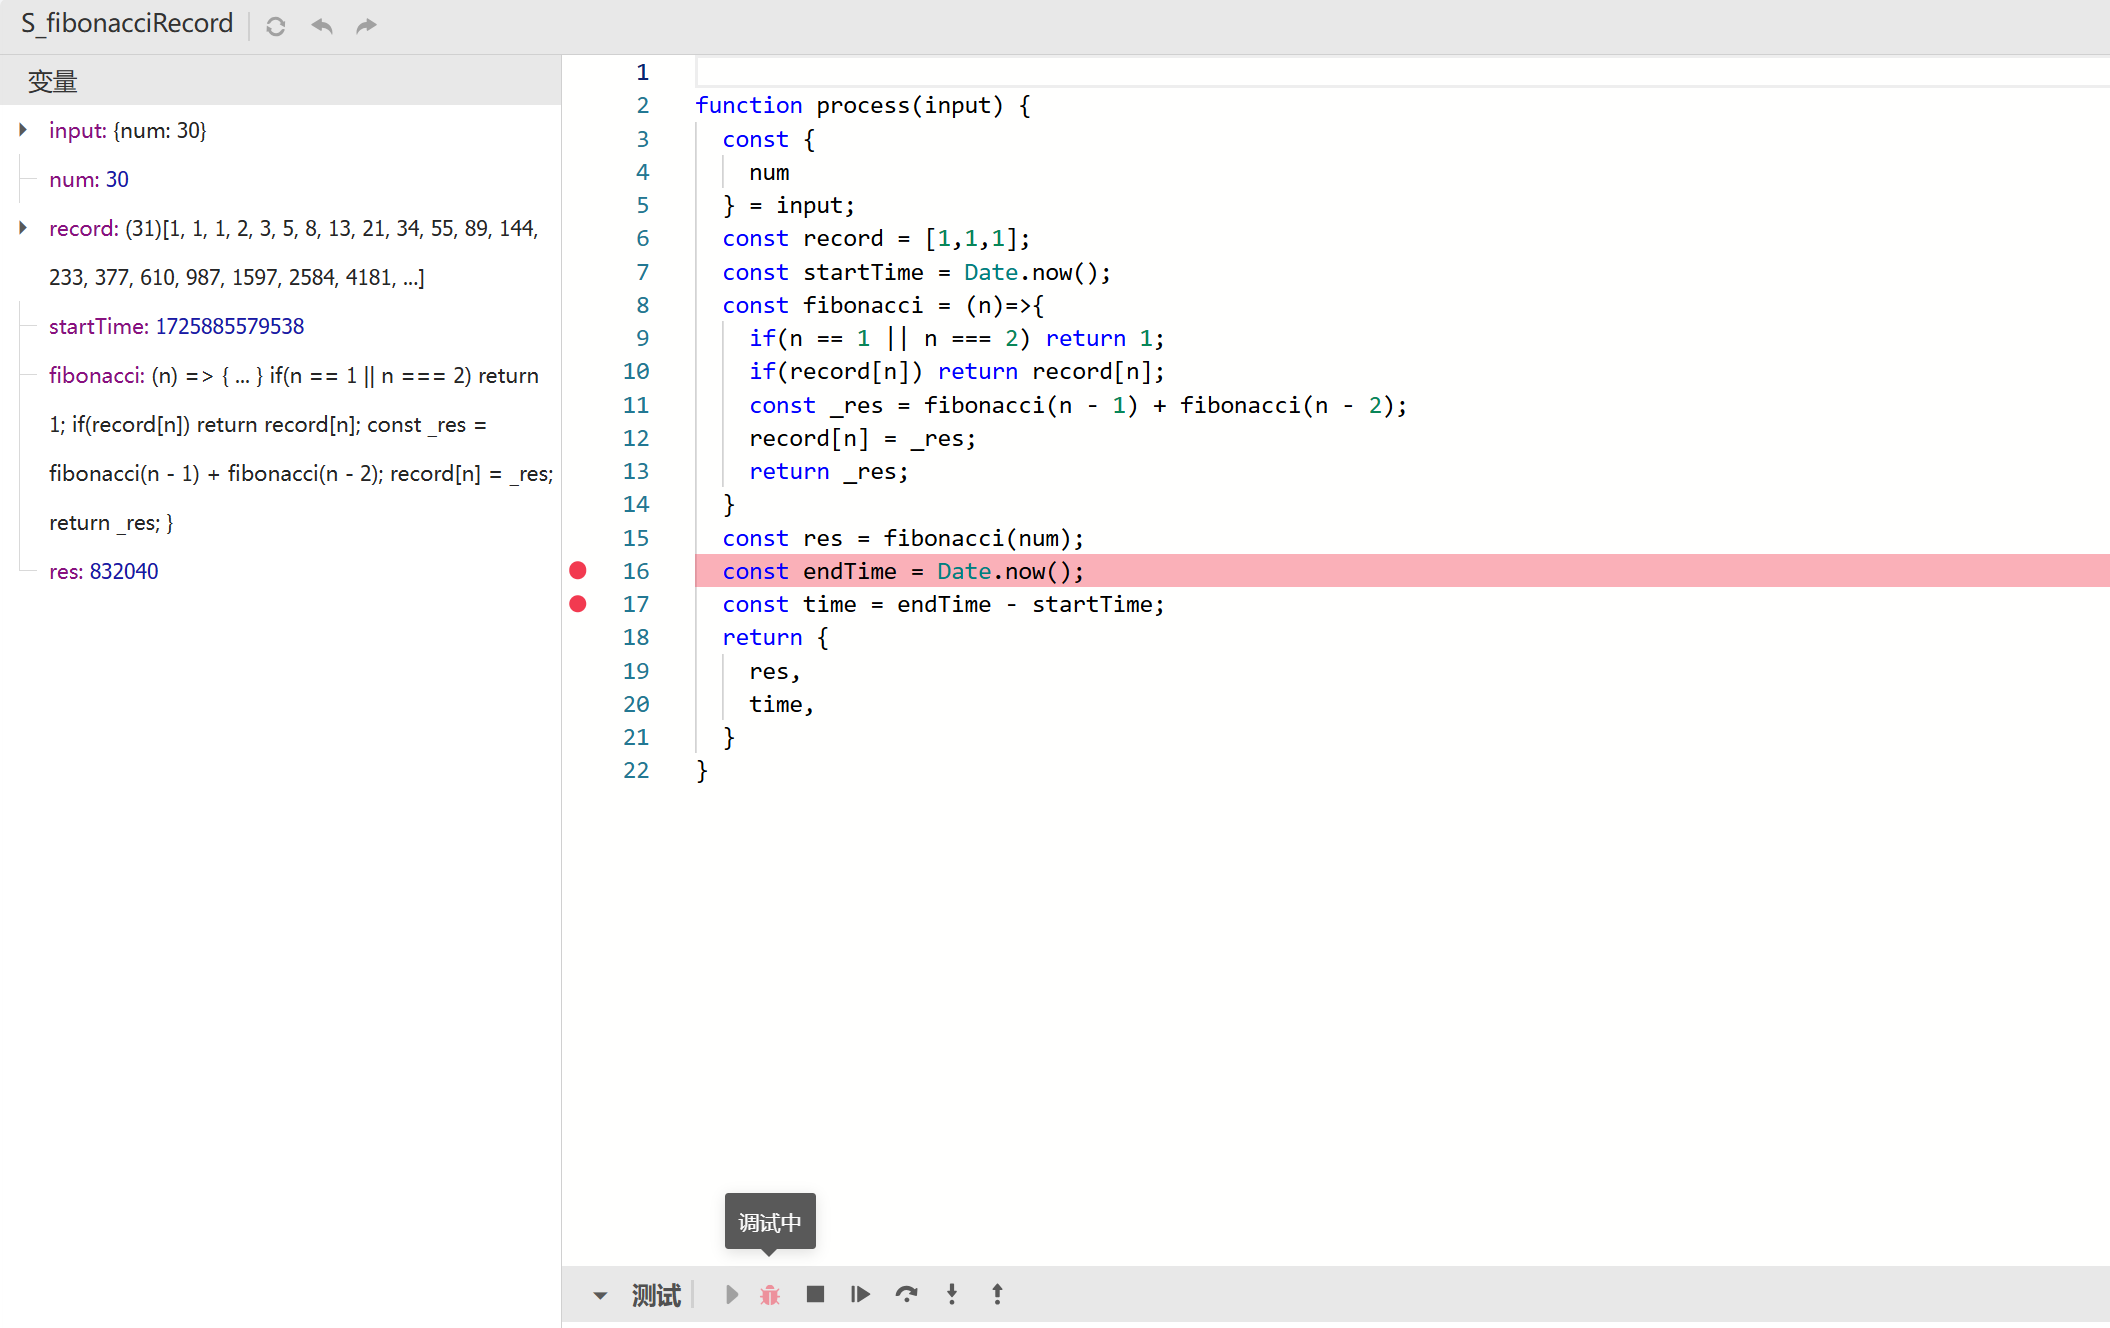 S_fibonacciRecord
变量
input: {num: 30}
num: 30
record: (31)[1, 1, 1, 2, 3, 5, 8, 13, 21, 34, 55, 89, 144,
233, 377, 610, 987, 1597, 2584, 4181, ...]
startTime: 1725885579538
fibonacci: (n) => { ... } if(n == 1 || n === 2) return
1; if(record[n]) return record[n]; const _res =
fibonacci(n - 1) + fibonacci(n - 2); record[n] = _res;
return _res; }
res: 832040
1
2 function process(input) {
3 const {
4 num
5 } = input;
6 const record = [1,1,1];
7 const startTime = Date.now();
8 const fibonacci = (n)=>{
9 if(n == 1 || n === 2) return 1;
10 if(record[n]) return record[n];
11 const _res = fibonacci(n - 1) + fibonacci(n - 2);
12 record[n] = _res;
13 return _res;
14 }
15 const res = fibonacci(num);
16 const endTime = Date.now();
17 const time = endTime - startTime;
18 return {
19 res,
20 time,
21 }
22 }
调试中
测试